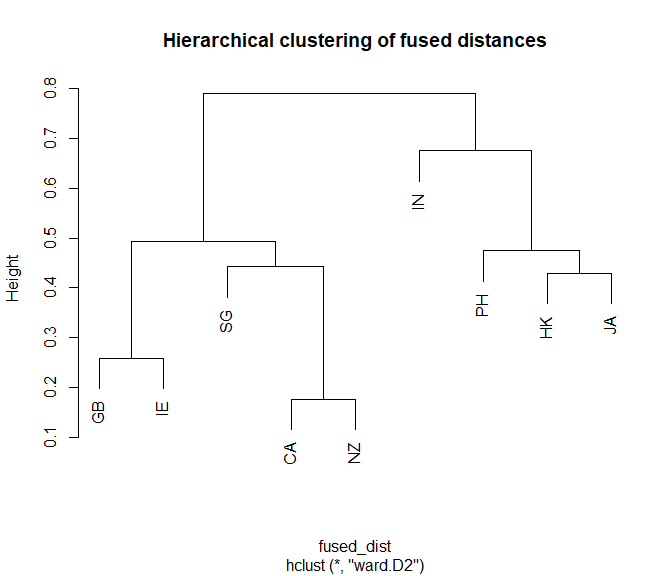 Hierarchical clustering of fused distances
Height
0.8
0.7
0.6
0.5
0.4
0.3
0.2
0.1
IN
PH
SG
HK
JA
GB
IE
CA
NZ
fused_dist
hclust (*, "ward.D2")